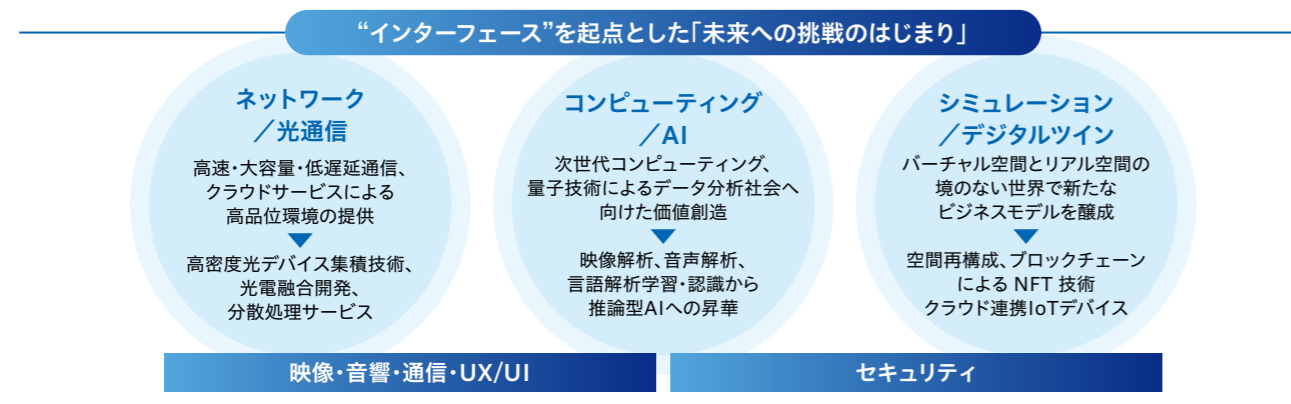 “インターフェース”を起点とした「未来への挑戦のはじまり」
ネットワーク
／光通信
高速・大容量・低遅延通信、
クラウドサービスによる
高品位環境の提供
高密度光デバイス集積技術、
光電融合開発、
分散処理サービス
コンピューティング
／AI
次世代コンピューティング、
量子技術によるデータ分析社会へ
向けた価値創造
映像解析、音声解析、
言語解析学習・認識から
推論型AIへの昇華
シミュレーション
／デジタルツイン
バーチャル空間とリアル空間の
境のない世界で新たな
ビジネスモデルを醸成
空間再構成、ブロックチェーン
による NFT 技術
クラウド連携IoTデバイス
映像・音響・通信・UX/UI
セキュリティ